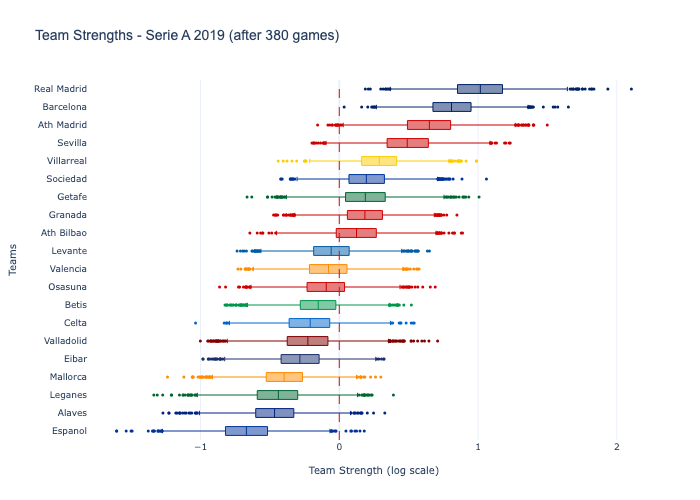 Team Strengths - Serie A 2019 (after 380 games)
Real Madrid
Barcelona
Ath Madrid
Sevilla
Villarreal
Sociedad
Getafe
Granada
Ath Bilbao
Levante
Valencia
Osasuna
Betis
Celta
Valladolid
Eibar
Mallorca
Leganes
Alaves
Espanol
Teams
−1 0 1 2
Team Strength (log scale)